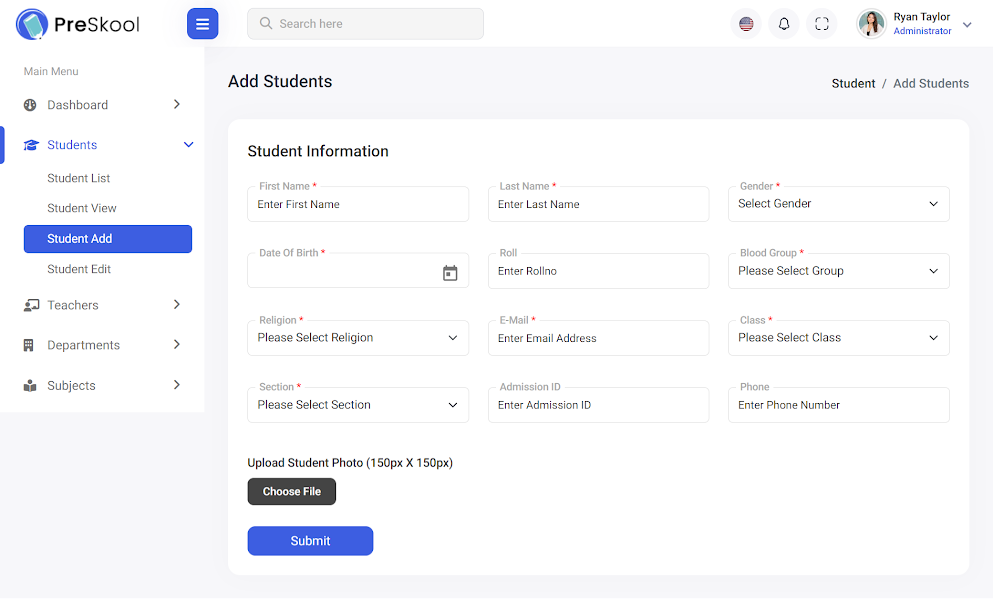 PreSkool
Search here
Ryan Taylor
Administrator
Main Menu
Dashboard
Students
Student List
Student View
Student Add
Student Edit
Teachers
Departments
Subjects
Add Students
Student / Add Students
Student Information
First Name *
Enter First Name
Last Name *
Enter Last Name
Gender *
Select Gender
Date Of Birth *
Roll
Enter Rollno
Blood Group *
Please Select Group
Religion *
Please Select Religion
E-Mail *
Enter Email Address
Class *
Please Select Class
Section *
Please Select Section
Admission ID
Enter Admission ID
Phone
Enter Phone Number
Upload Student Photo (150px X 150px)
Choose File
Submit